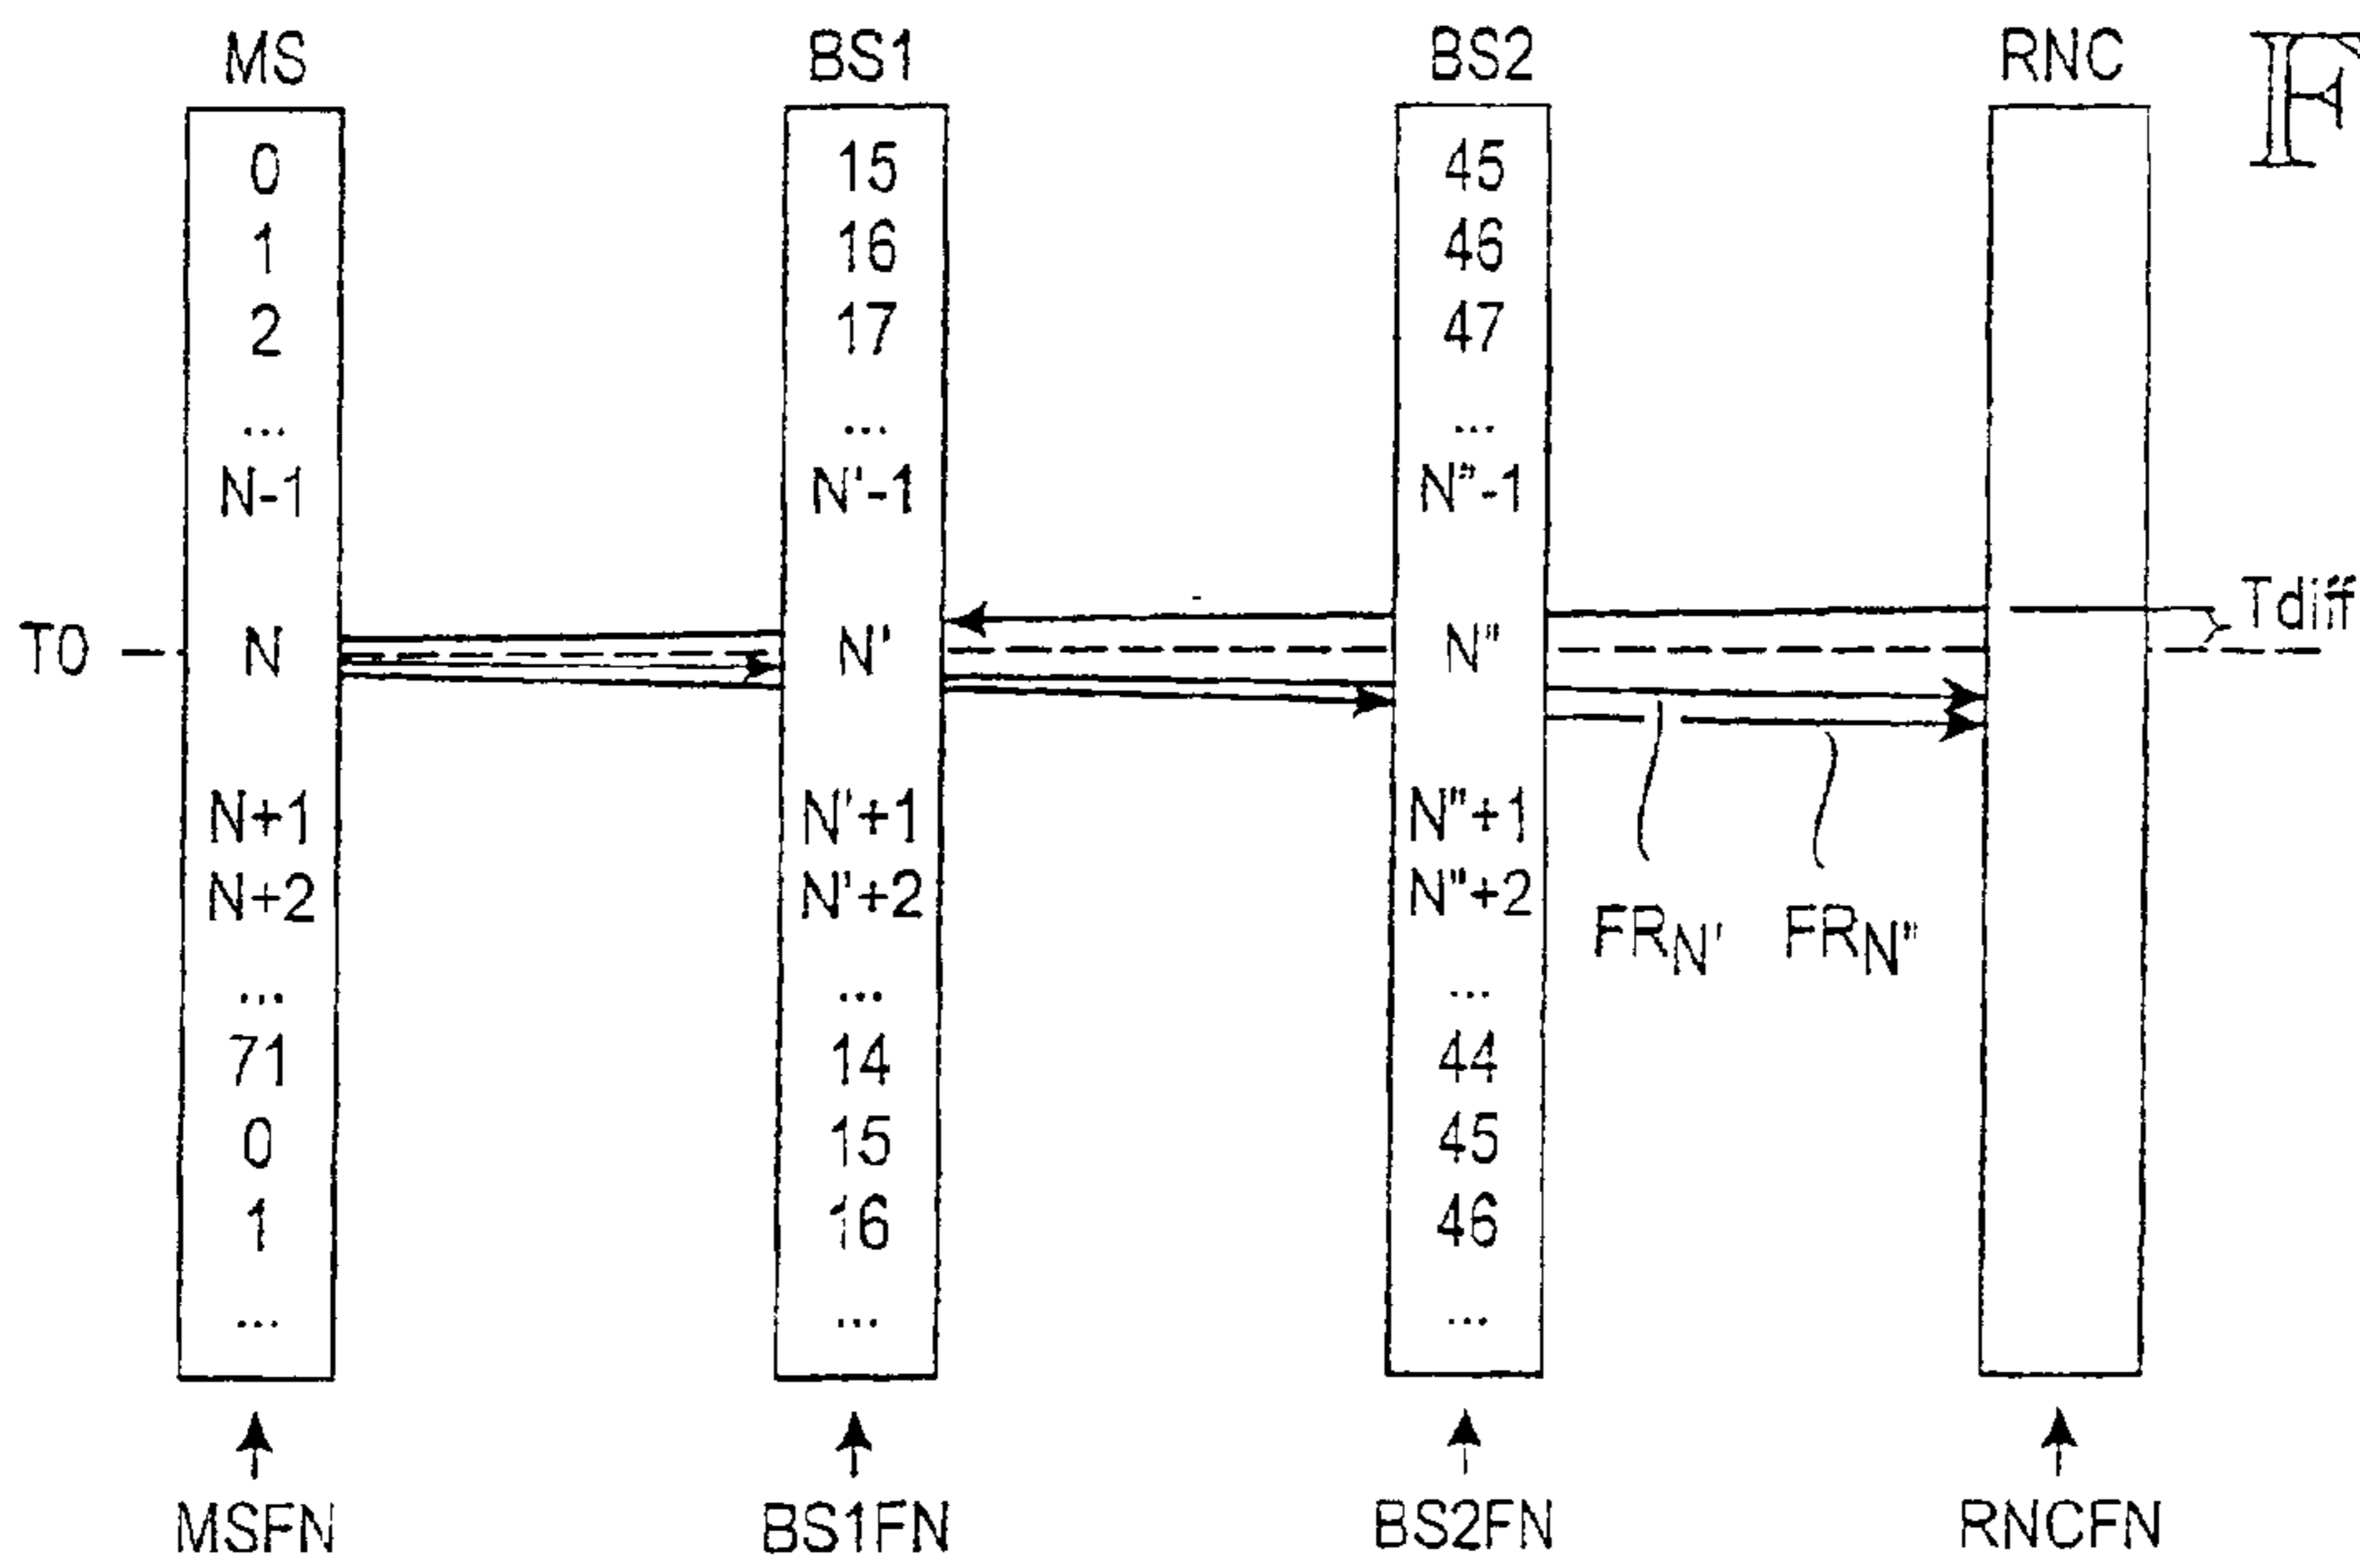 MS BS1 BS2 RNC F
0 15 45
1 16 46
2 17 47
... ... ...
N-1 N'-1 N"-1
Tdiff
T0 N N' N"
N+1 N'+1 N"+1
N+2 N'+2 N"+2
FRN' FRN"
... ... ...
71 14 44
0 15 45
1 16 46
... ... ...
MSFN BS1FN BS2FN RNCFN